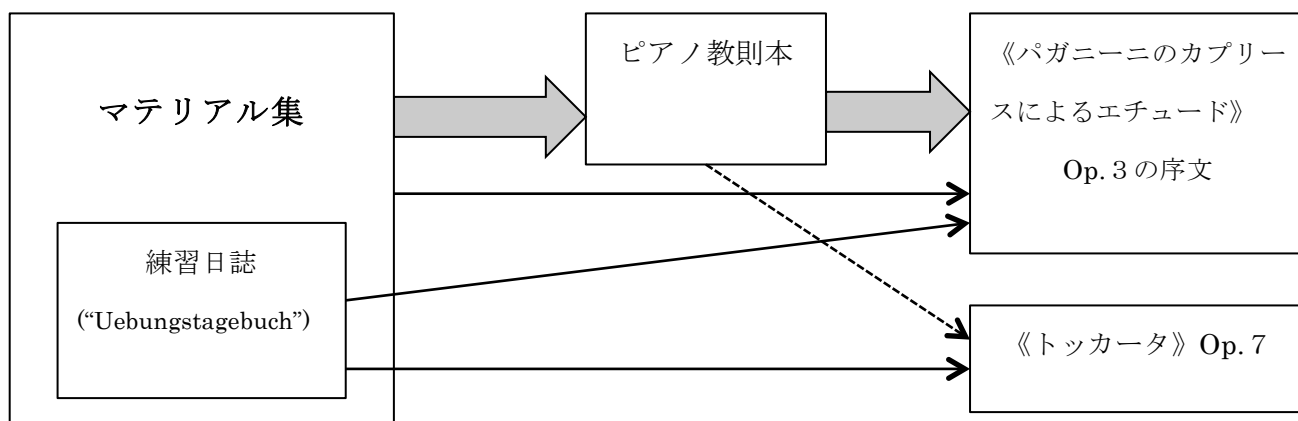 マテリアル集
練習日誌
(“Uebungstagebuch”)
ピアノ教則本
《パガニーニのカプリー
スによるエチュード》
Op.３の序文
《トッカータ》Op.７